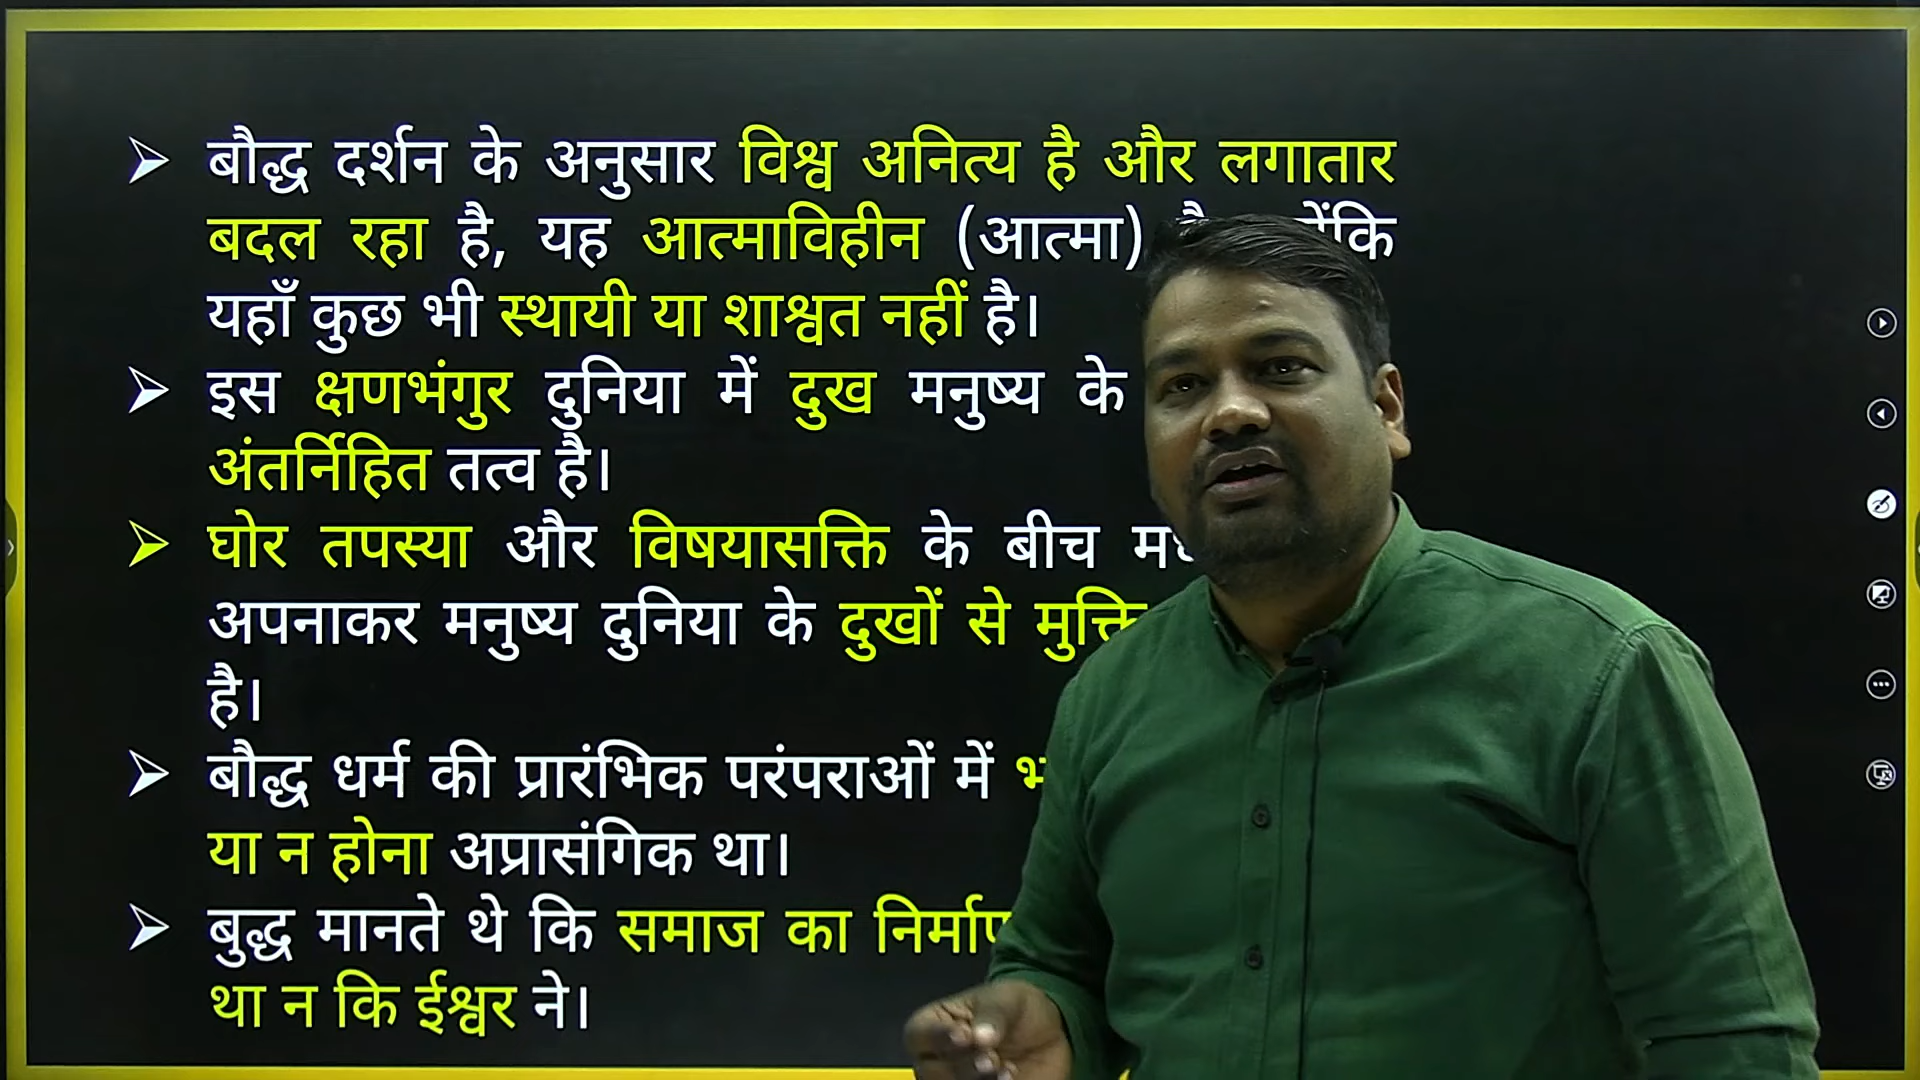 बौद्ध दर्शन के अनुसार विश्व अनित्य है और लगातार
बदल रहा है, यह आत्माविहीन (आत्मा)
यहाँ कुछ भी स्थायी या शाश्वत नहीं है।
इस क्षणभंगुर दुनिया में दुख मनुष्य के
अंतर्निहित तत्व है।
घोर तपस्या और विषयासक्ति के बीच
अपनाकर मनुष्य दुनिया के दुखों से मुक्ति
है।
बौद्ध धर्म की प्रारंभिक परंपराओं में
या न होना अप्रासंगिक था।
बुद्ध मानते थे कि समाज का
था न कि ईश्वर ने।